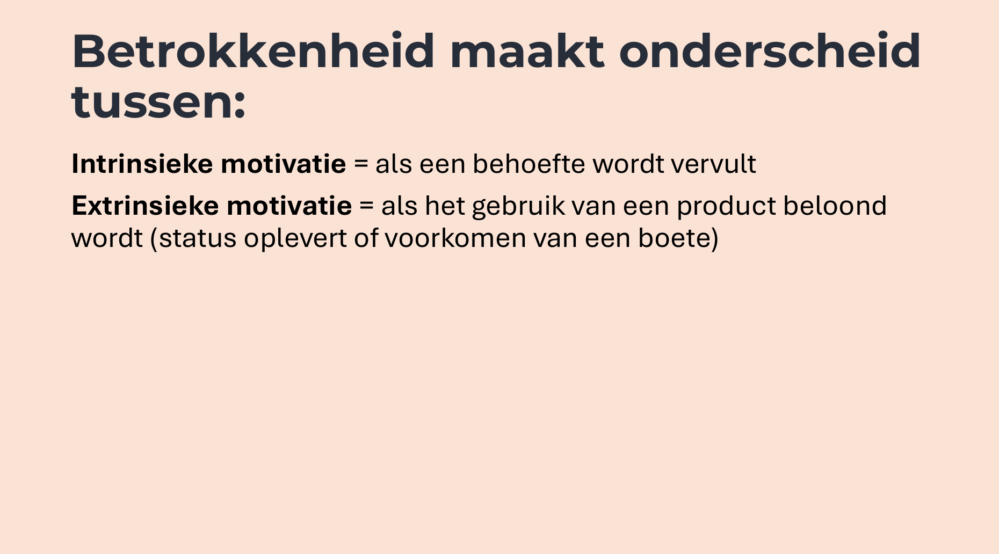 Betrokkenheid maakt onderscheid
tussen:
Intrinsieke motivatie = als een behoefte wordt vervult
Extrinsieke motivatie = als het gebruik van een product beloond
wordt (status oplevert of voorkomen van een boete)